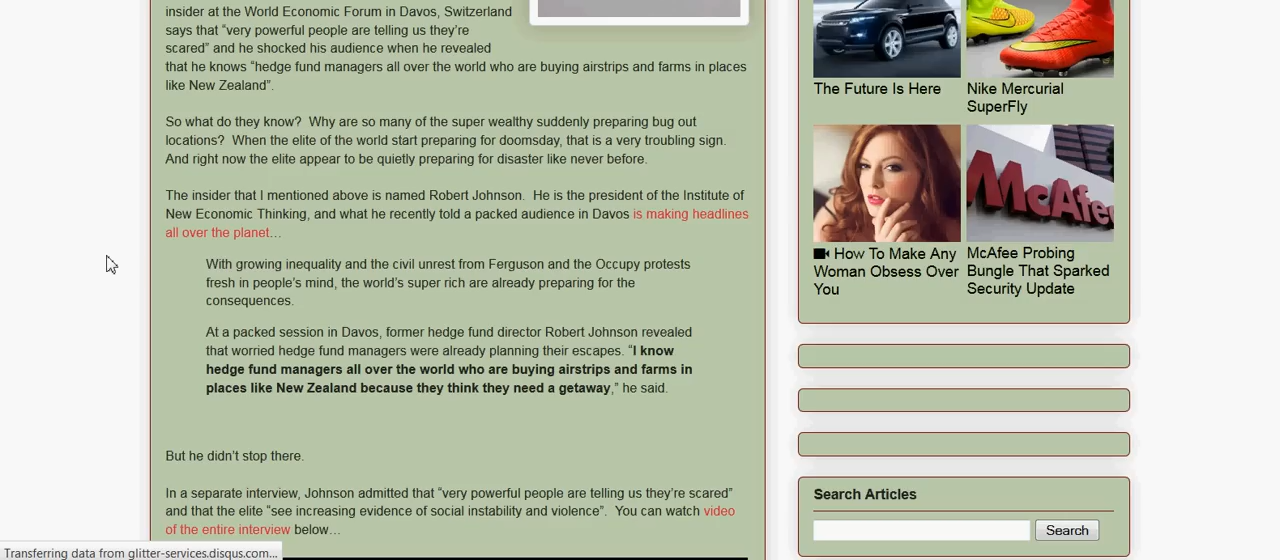 insider at the World Economic Forum in Davos, Switzerland
says that “very powerful people are telling us they’re
scared” and he shocked his audience when he revealed
that he knows “hedge fund managers all over the world who are buying airstrips and farms in places
like New Zealand”.
So what do they know?  Why are so many of the super wealthy suddenly preparing bug out
locations?  When the elite of the world start preparing for doomsday, that is a very troubling sign.
And right now the elite appear to be quietly preparing for disaster like never before.
The insider that I mentioned above is named Robert Johnson.  He is the president of the Institute of
New Economic Thinking, and what he recently told a packed audience in Davos is making headlines
all over the planet…
With growing inequality and the civil unrest from Ferguson and the Occupy protests
fresh in people’s mind, the world’s super rich are already preparing for the
consequences.
At a packed session in Davos, former hedge fund director Robert Johnson revealed
that worried hedge fund managers were already planning their escapes. “I know
hedge fund managers all over the world who are buying airstrips and farms in
places like New Zealand because they think they need a getaway,” he said.
But he didn’t stop there.
In a separate interview, Johnson admitted that “very powerful people are telling us they’re scared”
and that the elite “see increasing evidence of social instability and violence”.  You can watch video
of the entire interview below…
Transferring data from glitter-services.disqus.com...
The Future Is Here
Nike Mercurial
SuperFly
McAfee
How To Make Any
Woman Obsess Over
You
McAfee Probing
Bungle That Sparked
Security Update
Search Articles
Search